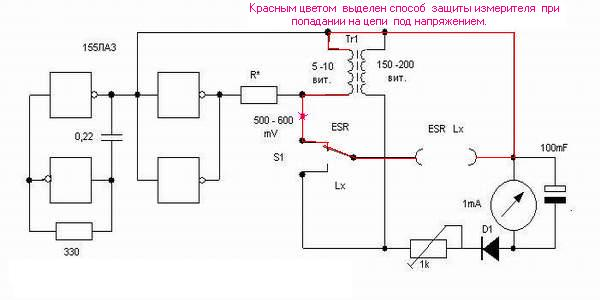 Красным цветом выделен способ защиты измерителя при
попадании на цепи под напряжением.
155ЛАЗ
Tr1
5 -10
вит.
150 -200
вит.
R*
0,22
500 - 600
mV
ESR
ESR Lx
100mF
S1
Lx
1mA
D1
330
1k